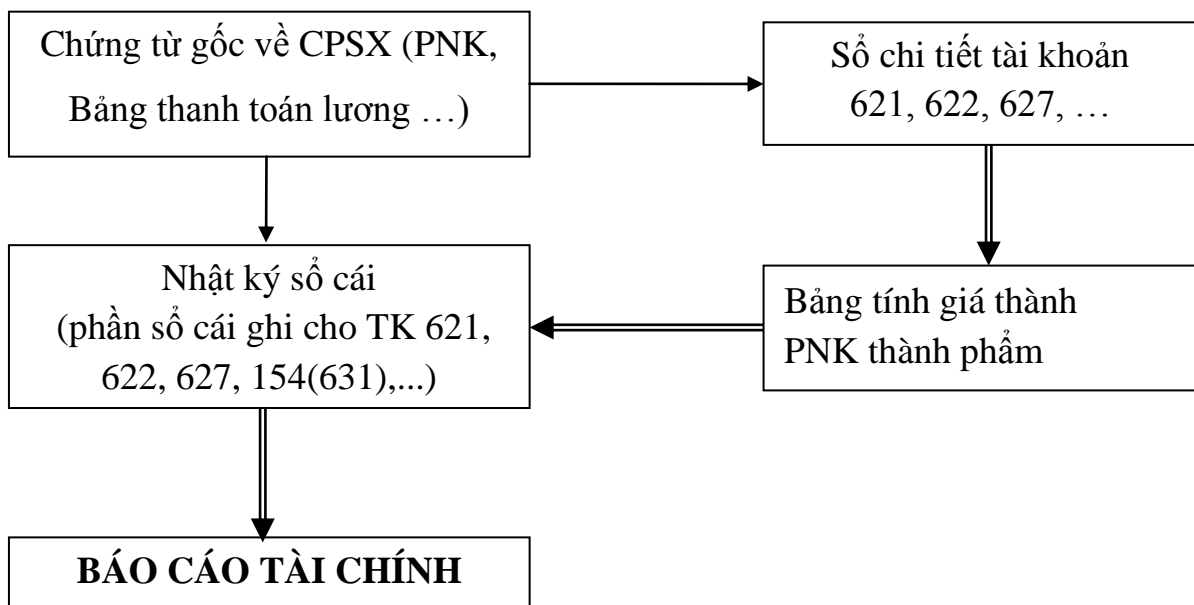 Chứng từ gốc về CPSX (PNK,
Bảng thanh toán lương …)
Sổ chi tiết tài khoản
621, 622, 627, …
Nhật ký sổ cái
(phần sổ cái ghi cho TK 621,
622, 627, 154(631),...)
Bảng tính giá thành
PNK thành phẩm
BÁO CÁO TÀI CHÍNH